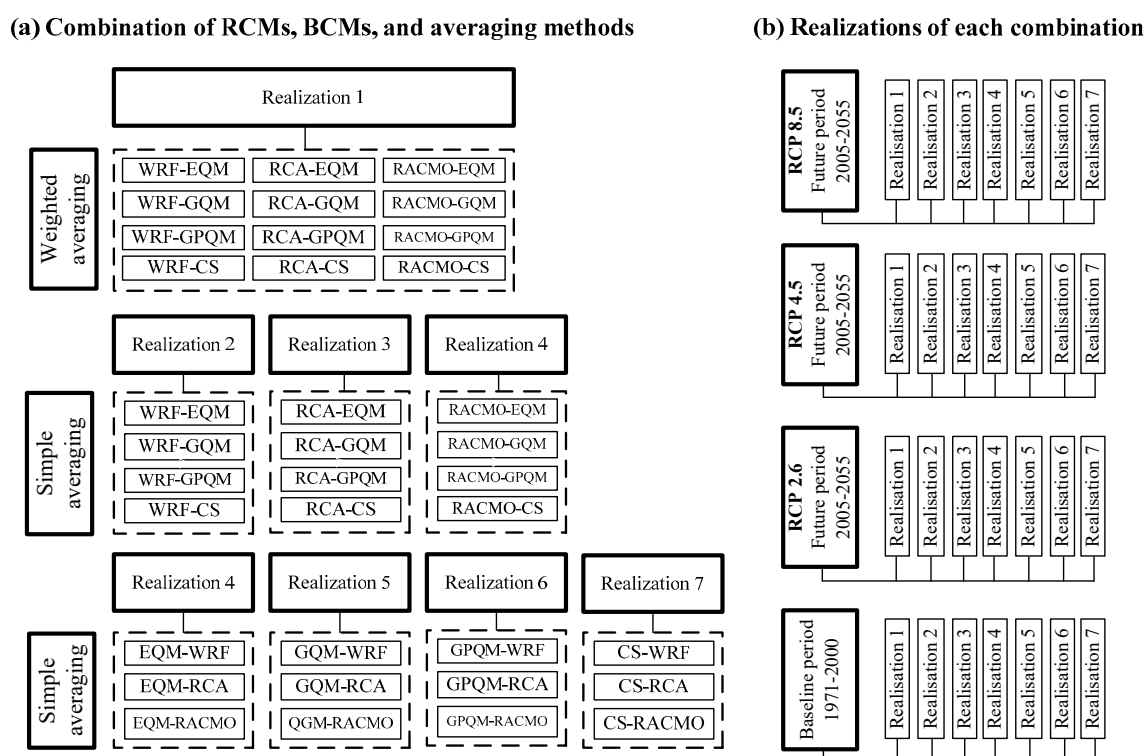 (a) Combination of RCMs, BCMs, and averaging methods
Realization 1
Weighted
averaging
WRF-EQM RCA-EQM RACMO-EQM
WRF-GQM RCA-GQM RACMO-GQM
WRF-GPQM RCA-GPQM RACMO-GPQM
WRF-CS RCA-CS RACMO-CS
Realization 2 Realization 3 Realization 4
Simple
averaging
WRF-EQM RCA-EQM RACMO-EQM
WRF-GQM RCA-GQM RACMO-GQM
WRF-GPQM RCA-GPQM RACMO-GPQM
WRF-CS RCA-CS RACMO-CS
Realization 4 Realization 5 Realization 6 Realization 7
Simple
averaging
EQM-WRF GQM-WRF GPQM-WRF CS-WRF
EQM-RCA GQM-RCA GPQM-RCA CS-RCA
EQM-RACMO QGM-RACMO GPQM-RACMO CS-RACMO
(b) Realizations of each combination
RCP 8.5
Future period
2005-2055
Realisation 1
Realisation 2
Realisation 3
Realisation 4
Realisation 5
Realisation 6
Realisation 7
RCP 4.5
Future period
2005-2055
Realisation 1
Realisation 2
Realisation 3
Realisation 4
Realisation 5
Realisation 6
Realisation 7
RCP 2.6
Future period
2005-2055
Realisation 1
Realisation 2
Realisation 3
Realisation 4
Realisation 5
Realisation 6
Realisation 7
Baseline period
1971-2000
Realisation 1
Realisation 2
Realisation 3
Realisation 4
Realisation 5
Realisation 6
Realisation 7